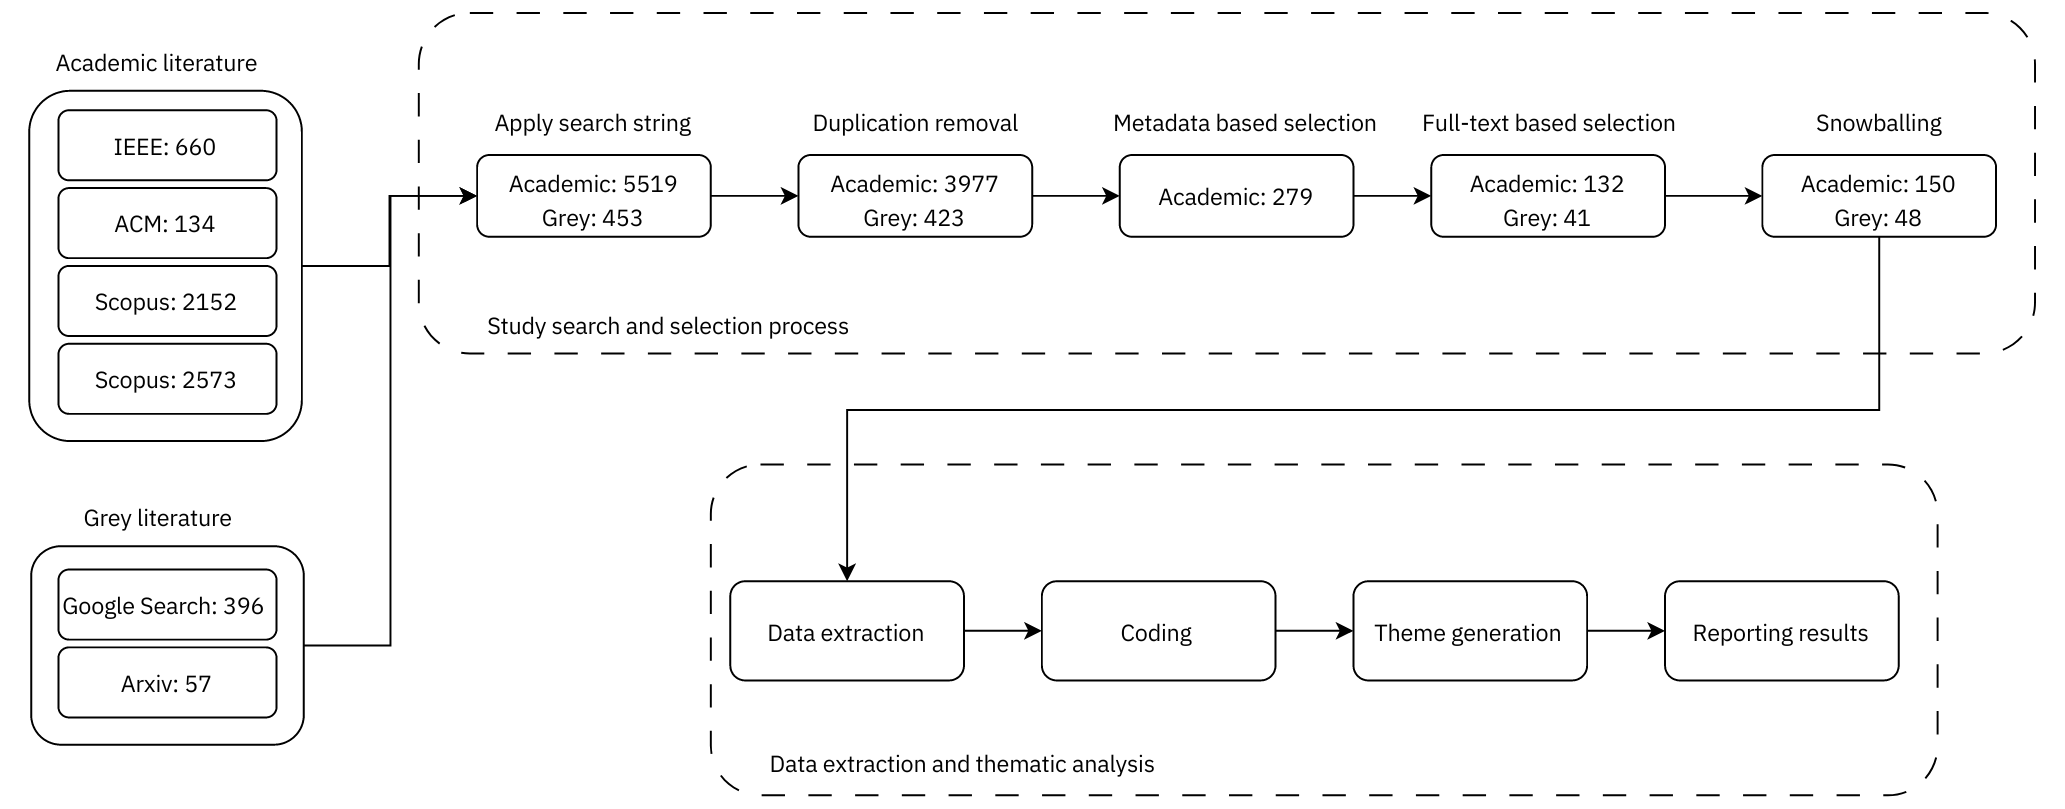 Academic literature
IEEE: 660
ACM: 134
Scopus: 2152
Scopus: 2573
Grey literature
Google Search: 396
Arxiv: 57
Apply search string
Academic: 5519
Grey: 453
Duplication removal
Academic: 3977
Grey: 423
Metadata based selection
Academic: 279
Full-text based selection
Academic: 132
Grey: 41
Snowballing
Academic: 150
Grey: 48
Study search and selection process
Data extraction
Coding
Theme generation
Reporting results
Data extraction and thematic analysis